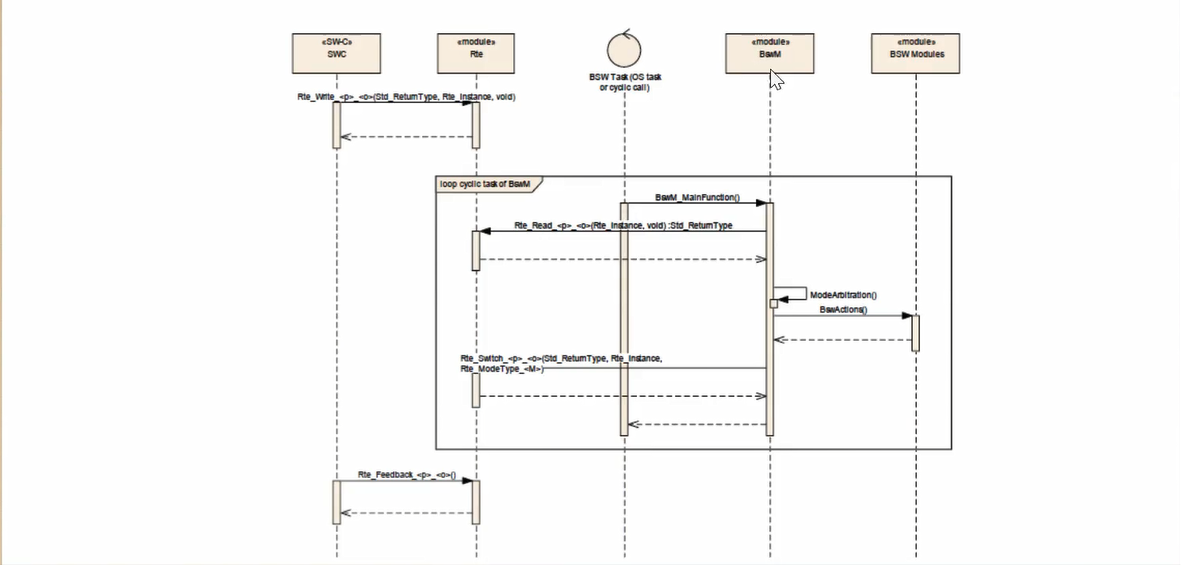 «SW-C»
SWC
«module»
Rte
BSW Task (OS task
or cyclic call)
«module»
BswM
«module»
BSW Modules
Rte_Write_<p>_<o>(Std_ReturnType, Rte_Instance, void)
loop cyclic task of BswM
BswM_MainFunction()
Rte_Read_<p>_<o>(Rte_Instance, void) :Std_ReturnType
ModeArbitration()
BswActions()
Rte_Switch_<p>_<o>(Std_ReturnType, Rte_Instance,
Rte_ModeType_<M>)
Rte_Feedback_<p>_<o>()